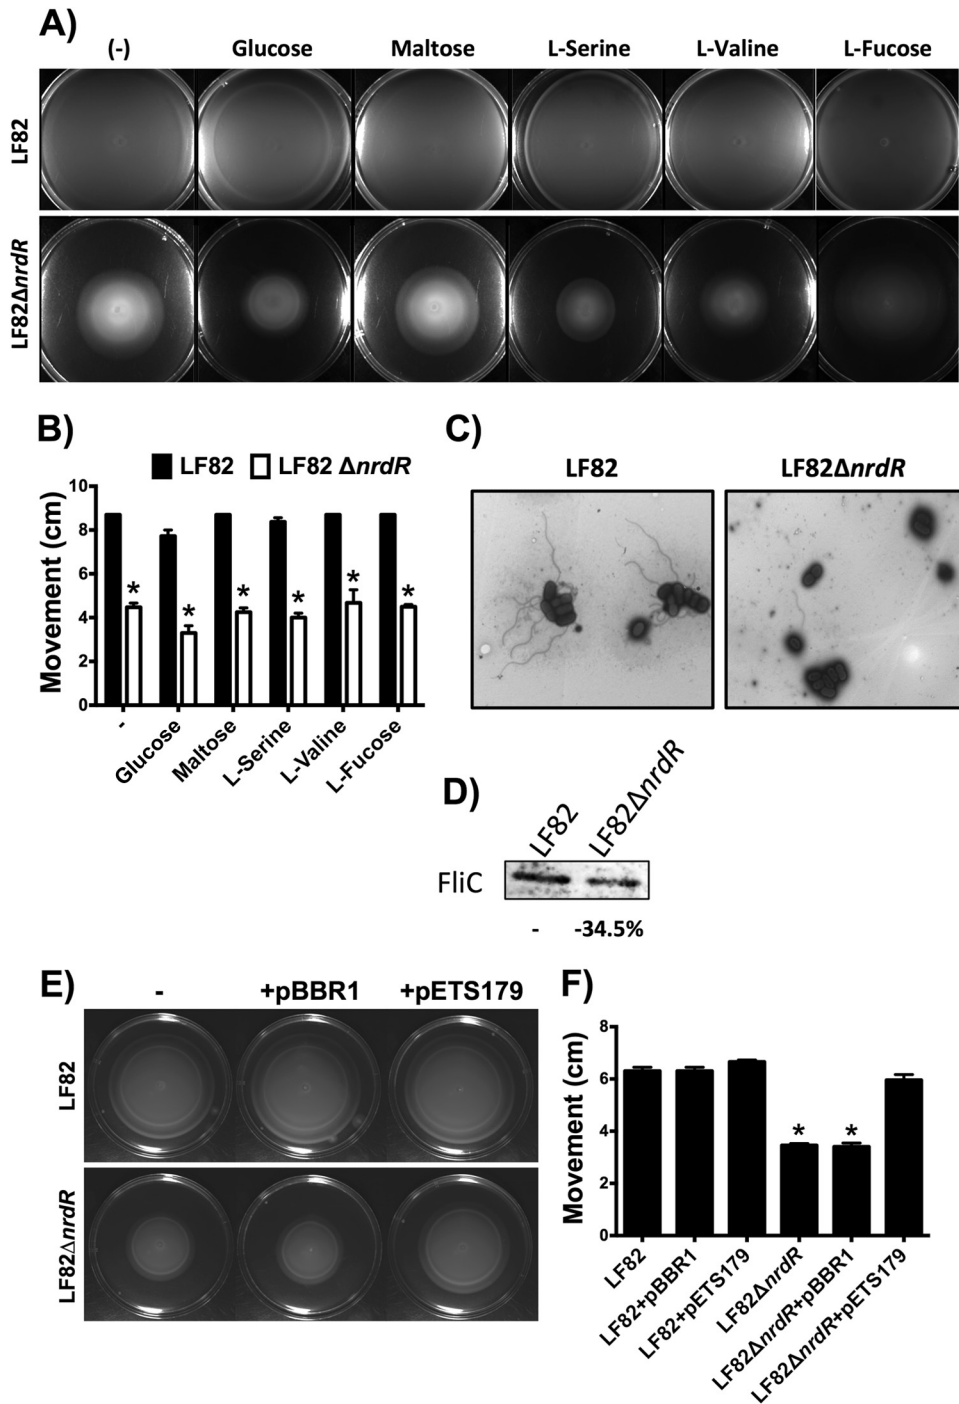 A)
(-) Glucose Maltose L-Serine L-Valine L-Fucose
LF82
LF82ΔnrdR
B)
LF82 LF82 ΔnrdR
Movement (cm)
10
8
6
4
2
0
* * * * * *
- Glucose Maltose L-Serine L-Valine L-Fucose
C)
LF82 LF82ΔnrdR
D)
LF82 LF82ΔnrdR
FliC
- -34.5%
E)
- +pBBR1 +pETS179
LF82
LF82ΔnrdR
F)
Movement (cm)
8
6
4
2
0
* *
LF82 LF82+pBBR1 LF82+pETS179 LF82ΔnrdR LF82ΔnrdR+pBBR1 LF82ΔnrdR+pETS179